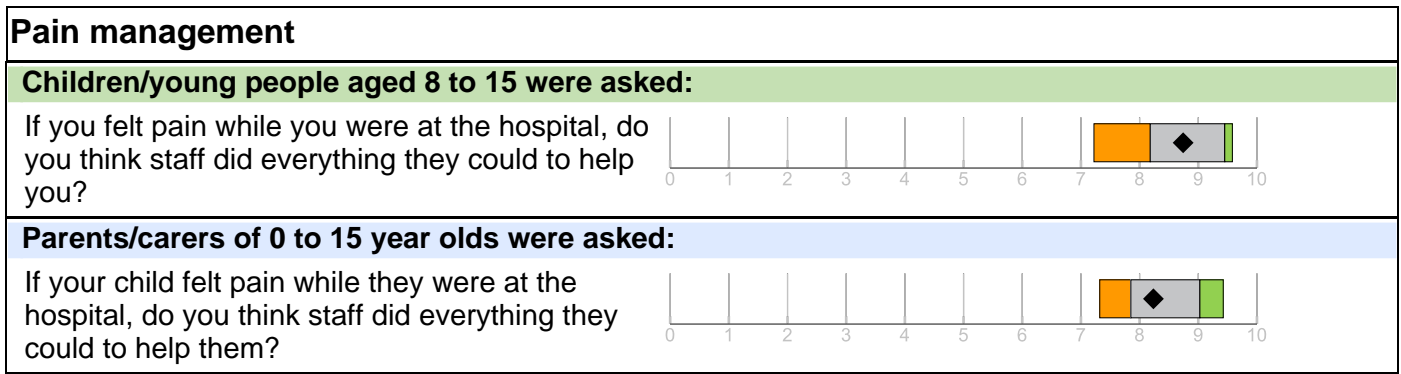 Pain management
Children/young people aged 8 to 15 were asked:
If you felt pain while you were at the hospital, do
you think staff did everything they could to help
you?
0 1 2 3 4 5 6 7 8 9 10
Parents/carers of 0 to 15 year olds were asked:
If your child felt pain while they were at the
hospital, do you think staff did everything they
could to help them?
0 1 2 3 4 5 6 7 8 9 10